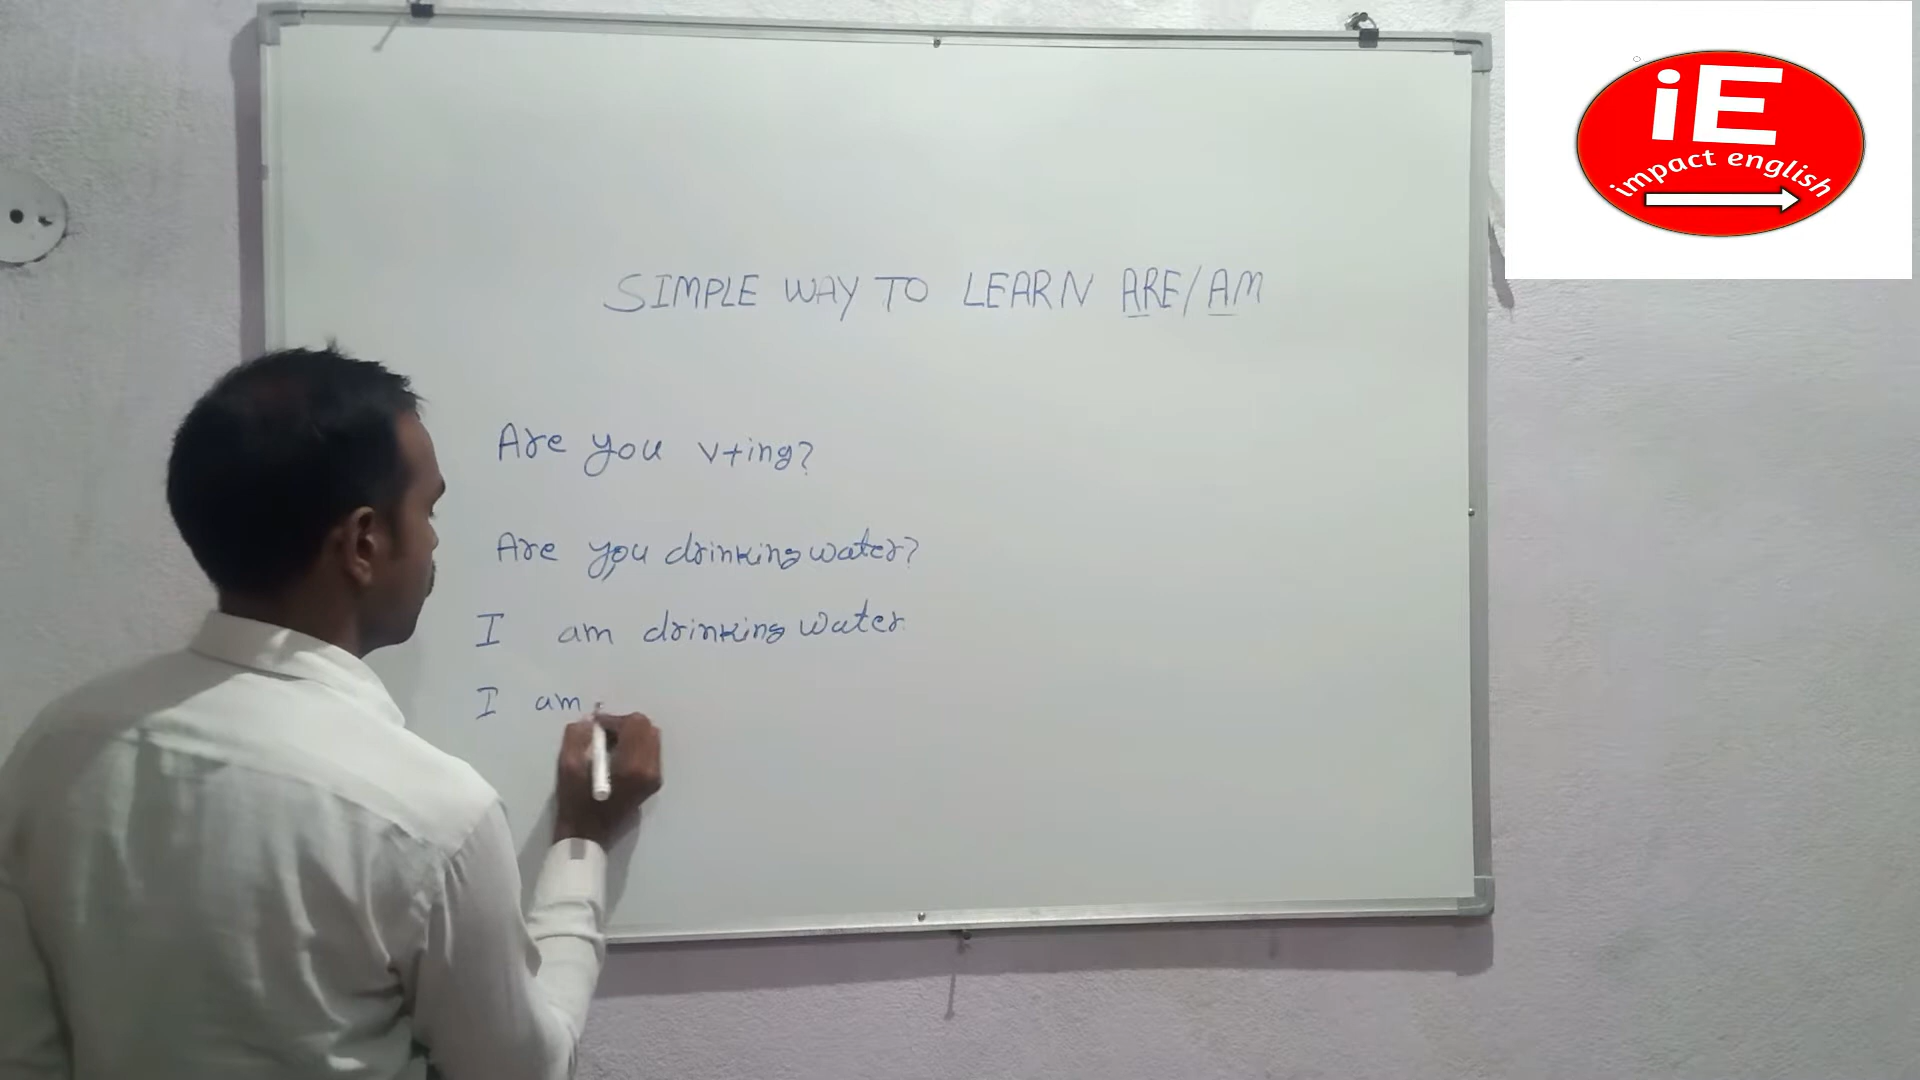 iE
impact english
SIMPLE WAY TO LEARN ARE/AM
Are you v+ing?
Are you drinking water?
I am drinking water.
I am